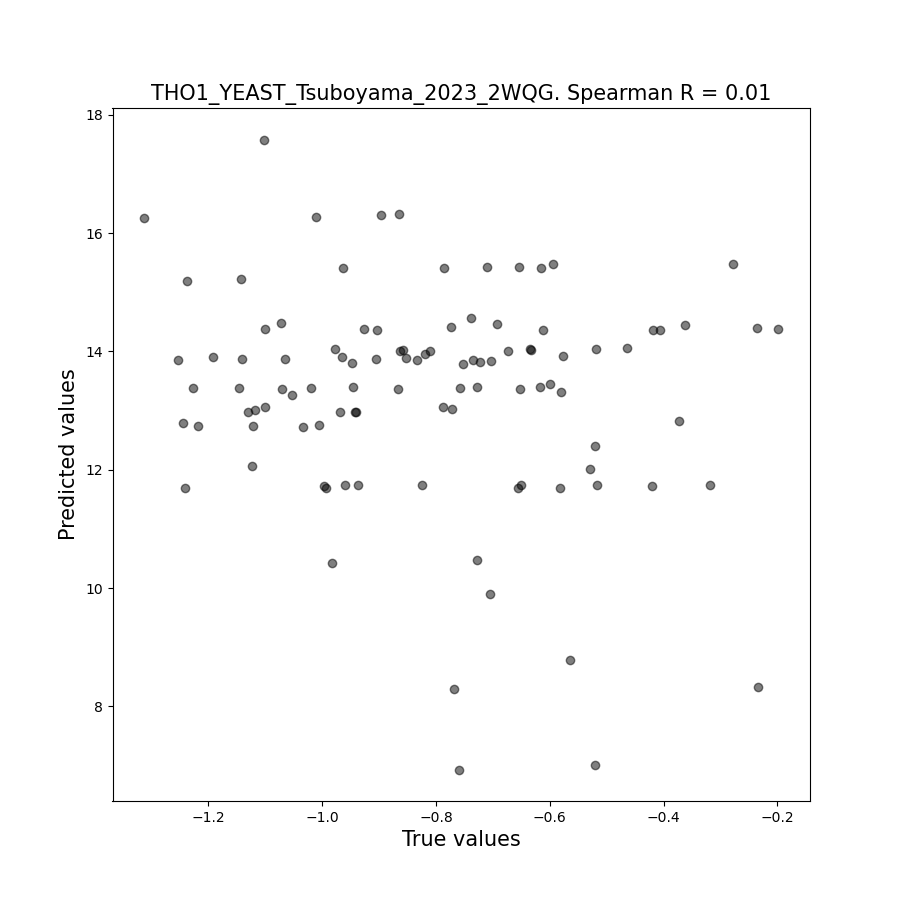 THO1_YEAST_Tsuboyama_2023_2WQG. Spearman R = 0.01
18
16
14
12
10
8
Predicted values
−1.2 −1.0 −0.8 −0.6 −0.4 −0.2
True values